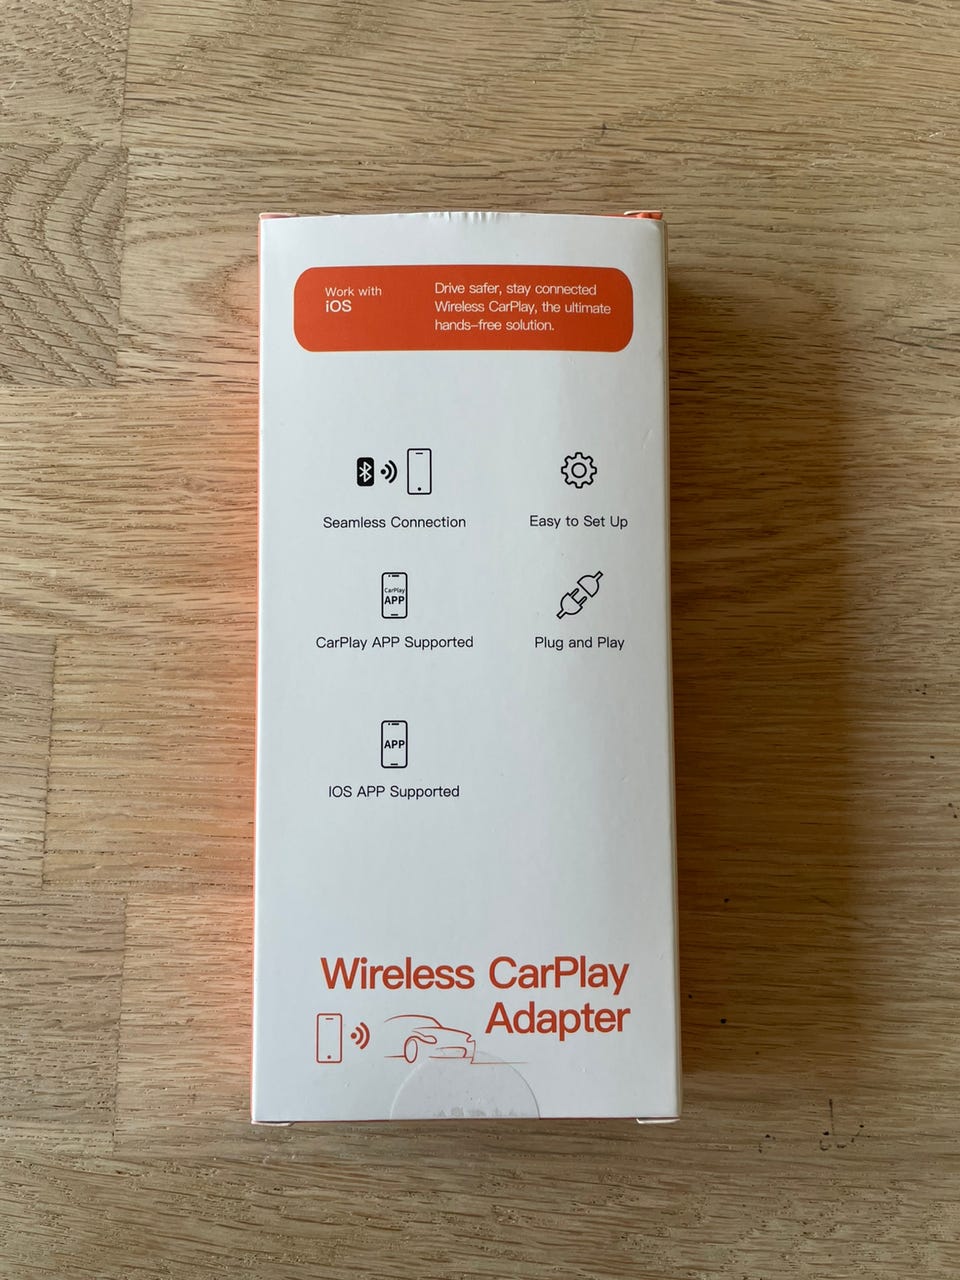 Work with
iOS
Drive safer, stay connected
Wireless CarPlay, the ultimate
hands-free solution.
Seamless Connection
Easy to Set Up
CarPlay
APP
CarPlay APP Supported
Plug and Play
APP
IOS APP Supported
Wireless CarPlay
Adapter